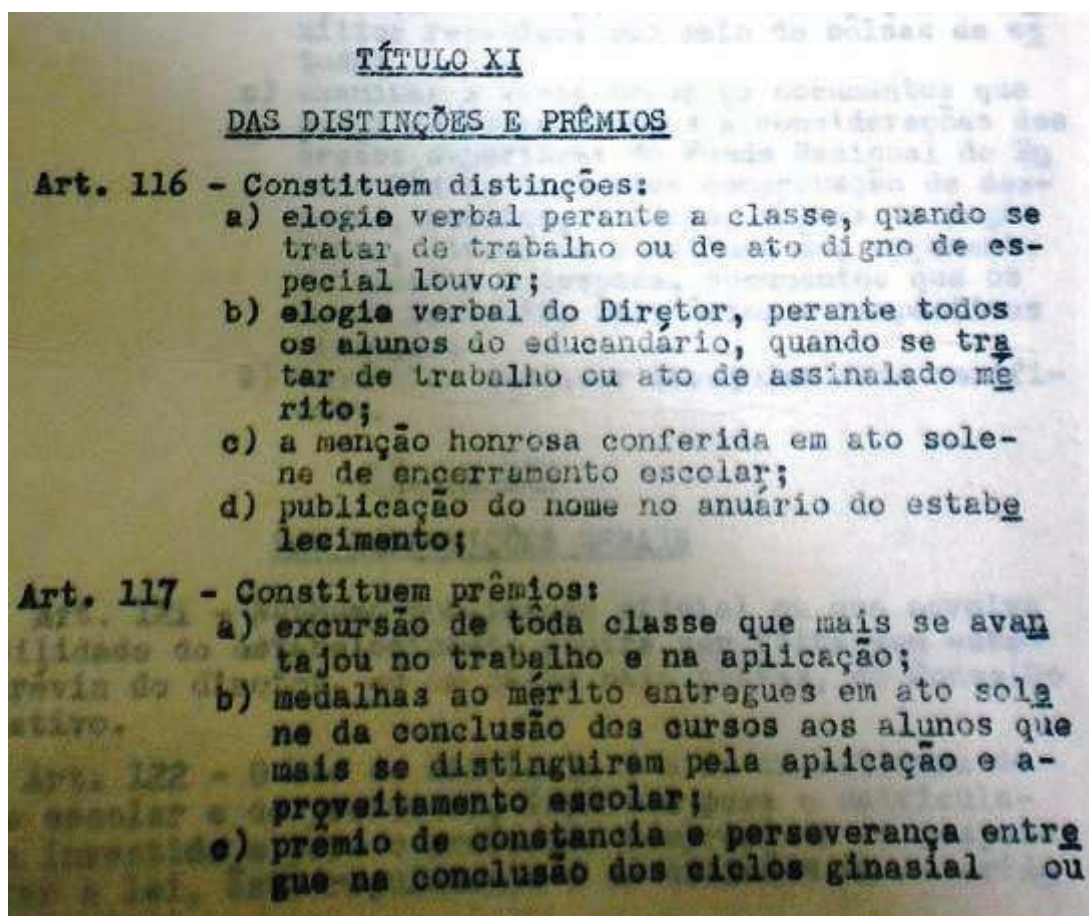 TÍTULO XI
DAS DISTINÇÕES E PRÊMIOS
Art. 116 - Constituem distinções:
a) elogio verbal perante a classe, quando se
tratar de trabalho ou de ato digno de es-
pecial louvor;
b) elogio verbal do Diretor, perante todos
os alunos do educandário, quando se tra
tar de trabalho ou ato de assinalado mé
rito;
c) a menção honrosa conferida em ato sole-
ne de encerramento escolar;
d) publicação do nome no anuário do estabe
lecimento;
Art. 117 - Constituem prêmios:
a) excursão de tôda classe que mais se avan
tajou no trabalho e na aplicação;
b) medalhas ao mérito entregues em ato sole
ne da conclusão dos cursos aos alunos que
mais se distinguiram pela aplicação e a-
proveitamento escolar;
c) prêmio de constancia e perseverança entre
gue na conclusão dos ciclos ginasial ou